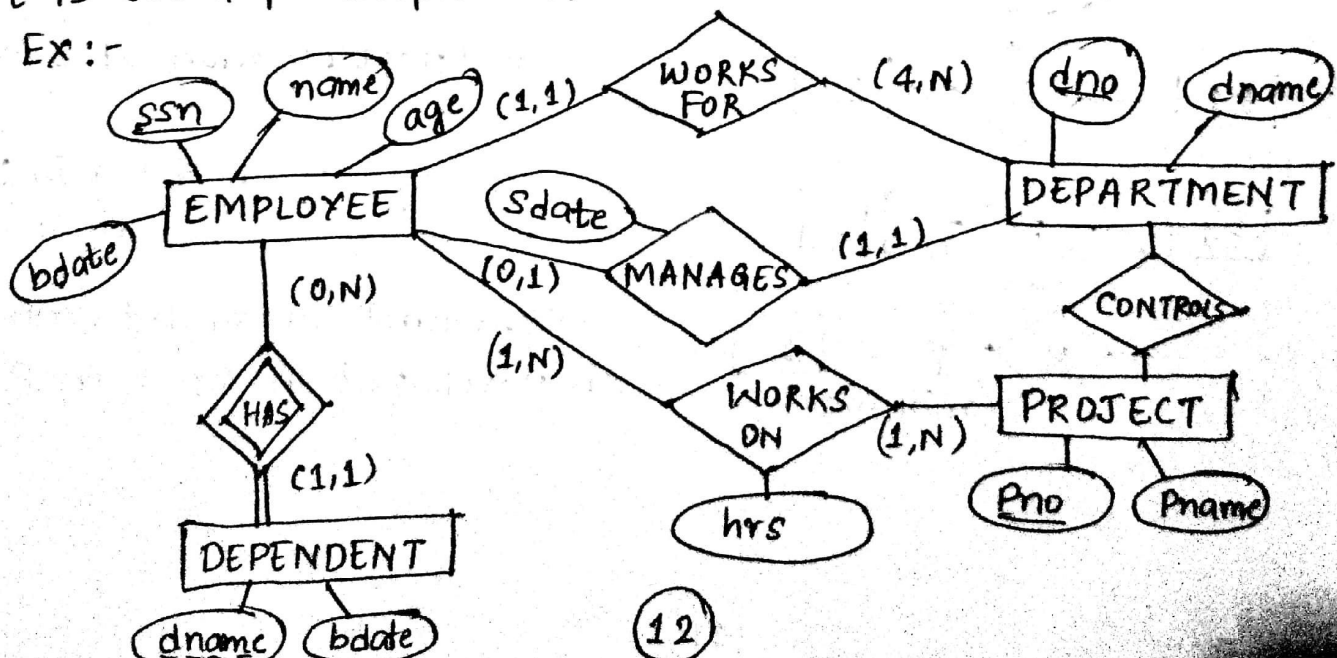 Ex:-
ssn
name
age
(1,1)
WORKS
FOR
(4,N)
dno
dname
EMPLOYEE
Sdate
DEPARTMENT
bdate
(0,N)
(0,1)
MANAGES
(1,1)
CONTROLS
(1,N)
HAS
WORKS
ON
(1,N)
PROJECT
(1,1)
hrs
Pno
Pname
DEPENDENT
dname
bdate
12